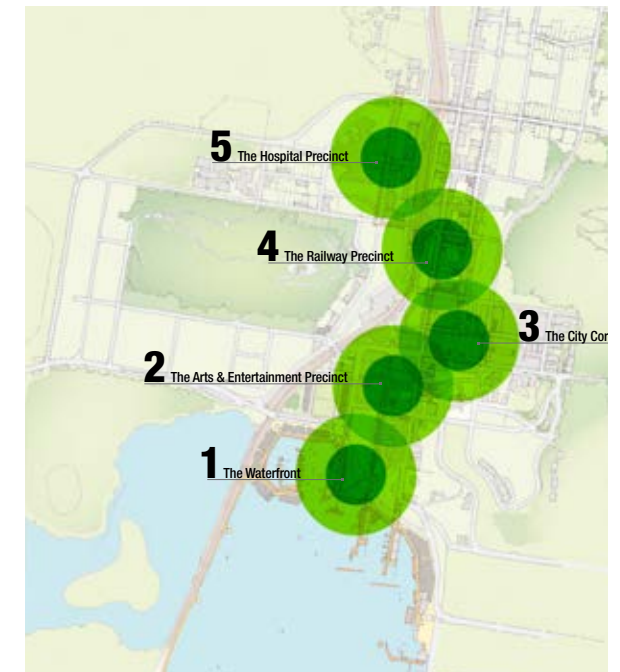 5 The Hospital Precinct
4 The Railway Precinct
3 The City
2 The Arts & Entertainment Precinct
1 The Waterfront